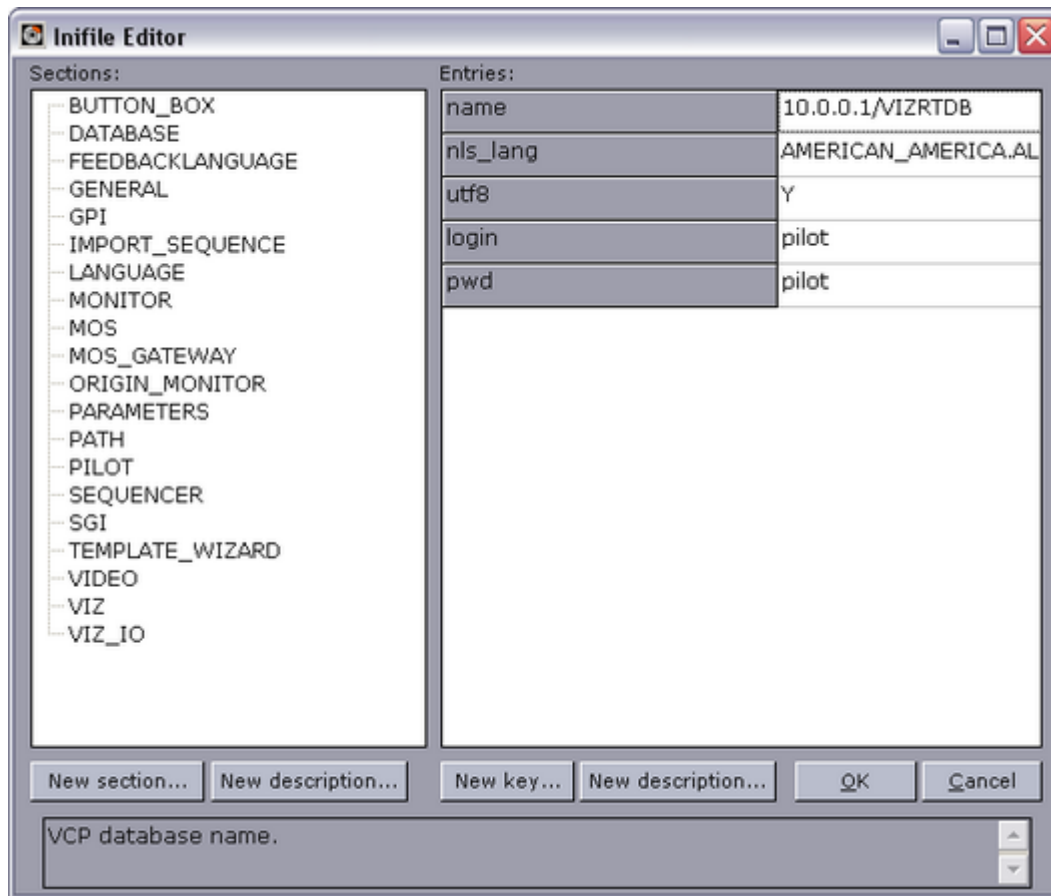 Inifile Editor
Sections:
BUTTON_BOX
DATABASE
FEEDBACKLANGUAGE
GENERAL
GPI
IMPORT_SEQUENCE
LANGUAGE
MONITOR
MOS
MOS_GATEWAY
ORIGIN_MONITOR
PARAMETERS
PATH
PILOT
SEQUENCER
SGI
TEMPLATE_WIZARD
VIDEO
VIZ
VIZ_IO
Entries:
name 10.0.0.1/VIZRTDB
nls_lang AMERICAN_AMERICA.AL
utf8 Y
login pilot
pwd pilot
New section... New description... New key... New description... OK Cancel
VCP database name.